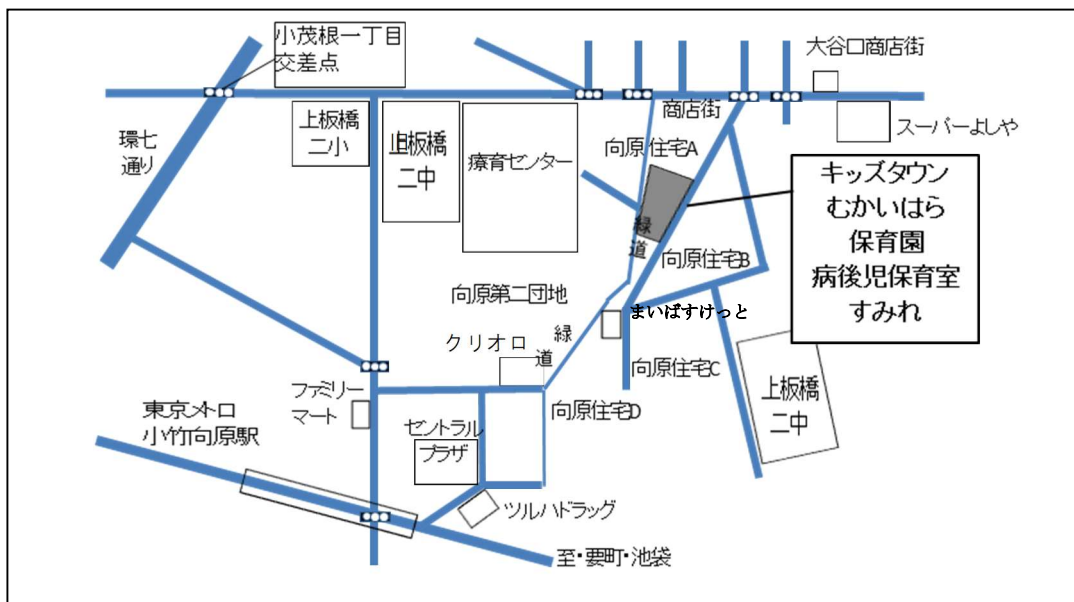 小茂根一丁目
交差点
大谷口商店街
環七
通り
上板橋
二小
旧板橋
二中
療育センター
商店街
スーパーよしや
向原住宅A
キッズタウン
むかいはら
保育園
病後児保育室
すみれ
緑
道
向原住宅B
向原第二団地
まいばすけっと
緑
道
クリオロ
向原住宅C
上板橋
二中
ファミリー
マート
東京メトロ
小竹向原駅
セントラル
プラザ
向原住宅D
ツルハドラッグ
至・要町・池袋